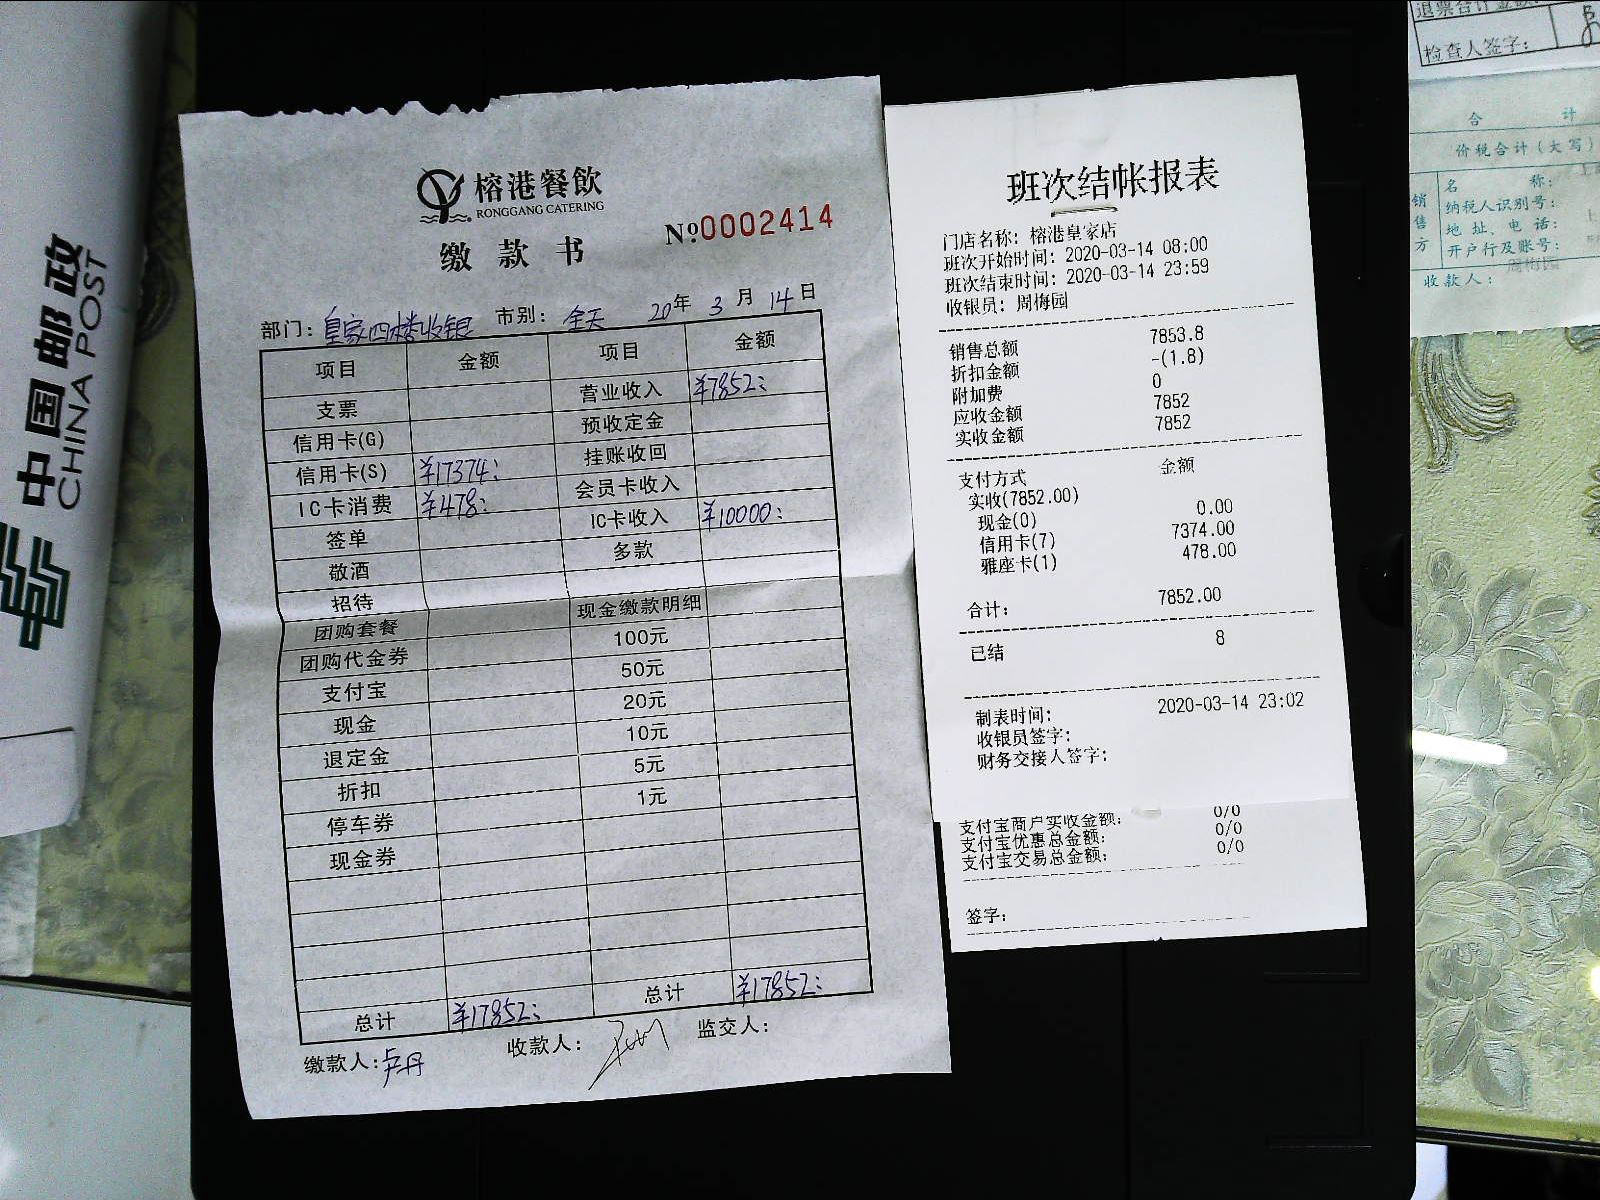 中国邮政
CHINA POST
榕港餐飲
RONGGANG CATERING
缴款书
№0002414
部门：皇家四楼收银 市别：全天 20年 3月 14日
项目 金额 项目 金额
支票 营业收入 ¥7852：
信用卡(G) 预收定金
信用卡(S) ¥17374： 挂账收回
IC卡消费 ¥478： 会员卡收入
签单 IC卡收入 ¥10000：
敬酒 多款
招待
团购套餐 现金缴款明细
团购代金券 100元
支付宝 50元
现金 20元
退定金 10元
折扣 5元
停车券 1元
现金券
总计 ¥17852： 总计 ¥17852：
缴款人：卢丹 收款人： 监交人：
班次结帐报表
门店名称：榕港皇家店
班次开始时间：2020-03-14 08:00
班次结束时间：2020-03-14 23:59
收银员：周梅园
销售总额 7853.8
折扣金额 -(1.8)
附加费 0
应收金额 7852
实收金额 7852
支付方式 金额
实收(7852.00)
现金(0) 0.00
信用卡(7) 7374.00
雅座卡(1) 478.00
合计： 7852.00
已结 8
制表时间： 2020-03-14 23:02
收银员签字：
财务交接人签字：
支付宝商户实收金额： 0/0
支付宝优惠总金额： 0/0
支付宝交易总金额： 0/0
签字：
检查人签字：
合 计
价税合计（大写）
销售方
名 称：
纳税人识别号：
地址、电话：
开户行及账号：
收款人： 周梅园